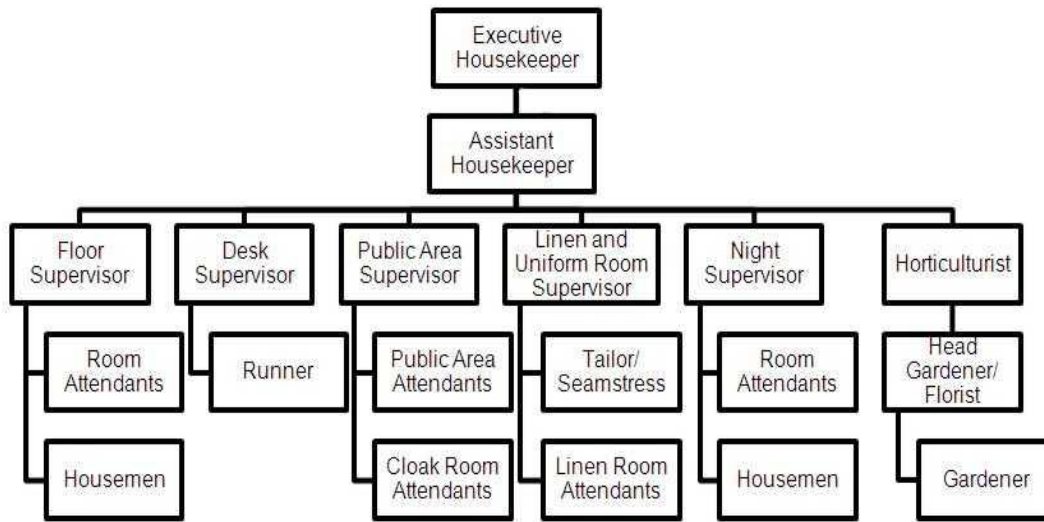 Executive
Housekeeper
Assistant
Housekeeper
Floor
Supervisor
Desk
Supervisor
Public Area
Supervisor
Linen and
Uniform Room
Supervisor
Night
Supervisor
Horticulturist
Room
Attendants
Runner
Public Area
Attendants
Tailor/
Seamstress
Room
Attendants
Head
Gardener/
Florist
Housemen
Cloak Room
Attendants
Linen Room
Attendants
Housemen
Gardener